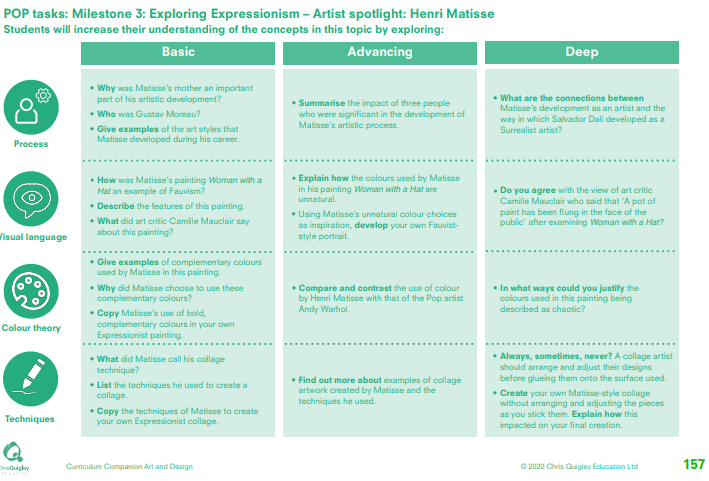 POP tasks: Milestone 3: Exploring Expressionism – Artist spotlight: Henri Matisse
Students will increase their understanding of the concepts in this topic by exploring:
Basic
Advancing
Deep
Process
• Why was Matisse's mother an important
part of his artistic development?
• Who was Gustav Moreau?
• Give examples of the art styles that
Matisse developed during his career.
• Summarise the impact of three people
who were significant in the development of
Matisse's artistic process.
• What are the connections between
Matisse's development as an artist and the
way in which Salvador Dalí developed as a
Surrealist artist?
Visual language
• How was Matisse's painting Woman with a
Hat an example of Fauvism?
• Describe the features of this painting.
• What did art critic Camille Mauclair say
about this painting?
• Explain how the colours used by Matisse
in his painting Woman with a Hat are
unnatural.
• Using Matisse's unnatural colour choices
as inspiration, develop your own Fauvist-
style portrait.
• Do you agree with the view of art critic
Camille Mauclair who said that 'A pot of
paint has been flung in the face of the
public' after examining Woman with a Hat?
Colour theory
• Give examples of complementary colours
used by Matisse in this painting.
• Why did Matisse choose to use these
complementary colours?
• Copy Matisse's use of bold,
complementary colours in your own
Expressionist painting.
• Compare and contrast the use of colour
by Henri Matisse with that of the Pop artist
Andy Warhol.
• In what ways could you justify the
colours used in this painting being
described as chaotic?
Techniques
• What did Matisse call his collage
technique?
• List the techniques he used to create a
collage.
• Copy the techniques of Matisse to create
your own Expressionist collage.
• Find out more about examples of collage
artwork created by Matisse and the
techniques he used.
• Always, sometimes, never? A collage artist
should arrange and adjust their designs
before glueing them onto the surface used.
• Create your own Matisse-style collage
without arranging and adjusting the pieces
as you stick them. Explain how this
impacted on your final creation.
ChrisQuigley
education
Curriculum Companion Art and Design
© 2020 Chris Quigley Education Ltd
157